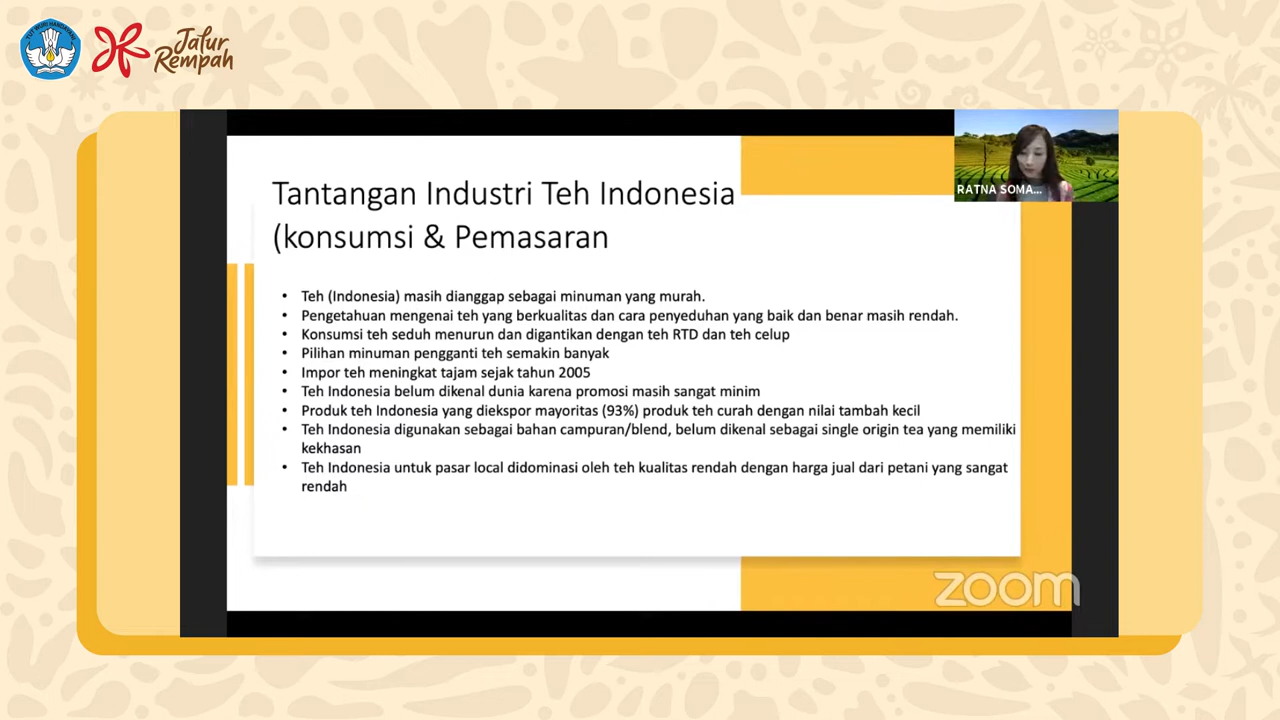 TUT WURI HANDAYANI
Jalur
Rempah
RATNA SOMA...
Tantangan Industri Teh Indonesia
(konsumsi & Pemasaran
• Teh (Indonesia) masih dianggap sebagai minuman yang murah.
• Pengetahuan mengenai teh yang berkualitas dan cara penyeduhan yang baik dan benar masih rendah.
• Konsumsi teh seduh menurun dan digantikan dengan teh RTD dan teh celup
• Pilihan minuman pengganti teh semakin banyak
• Impor teh meningkat tajam sejak tahun 2005
• Teh Indonesia belum dikenal dunia karena promosi masih sangat minim
• Produk teh Indonesia yang diekspor mayoritas (93%) produk teh curah dengan nilai tambah kecil
• Teh Indonesia digunakan sebagai bahan campuran/blend, belum dikenal sebagai single origin tea yang memiliki
kekhasan
• Teh Indonesia untuk pasar local didominasi oleh teh kualitas rendah dengan harga jual dari petani yang sangat
rendah
zoom